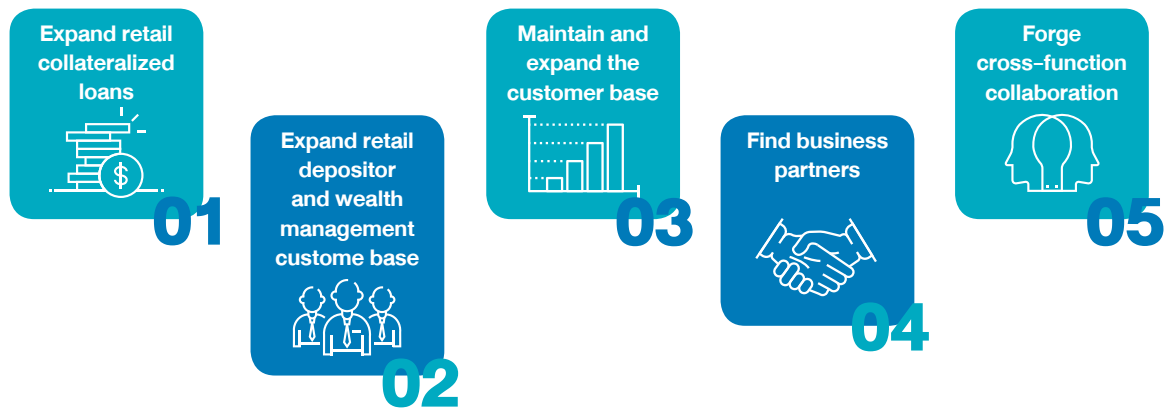 Expand retail
collateralized
loans
$
01
Expand retail
depositor
and wealth
management
custome base
02
Maintain and
expand the
customer base
03
Find business
partners
04
Forge
cross-function
collaboration
05